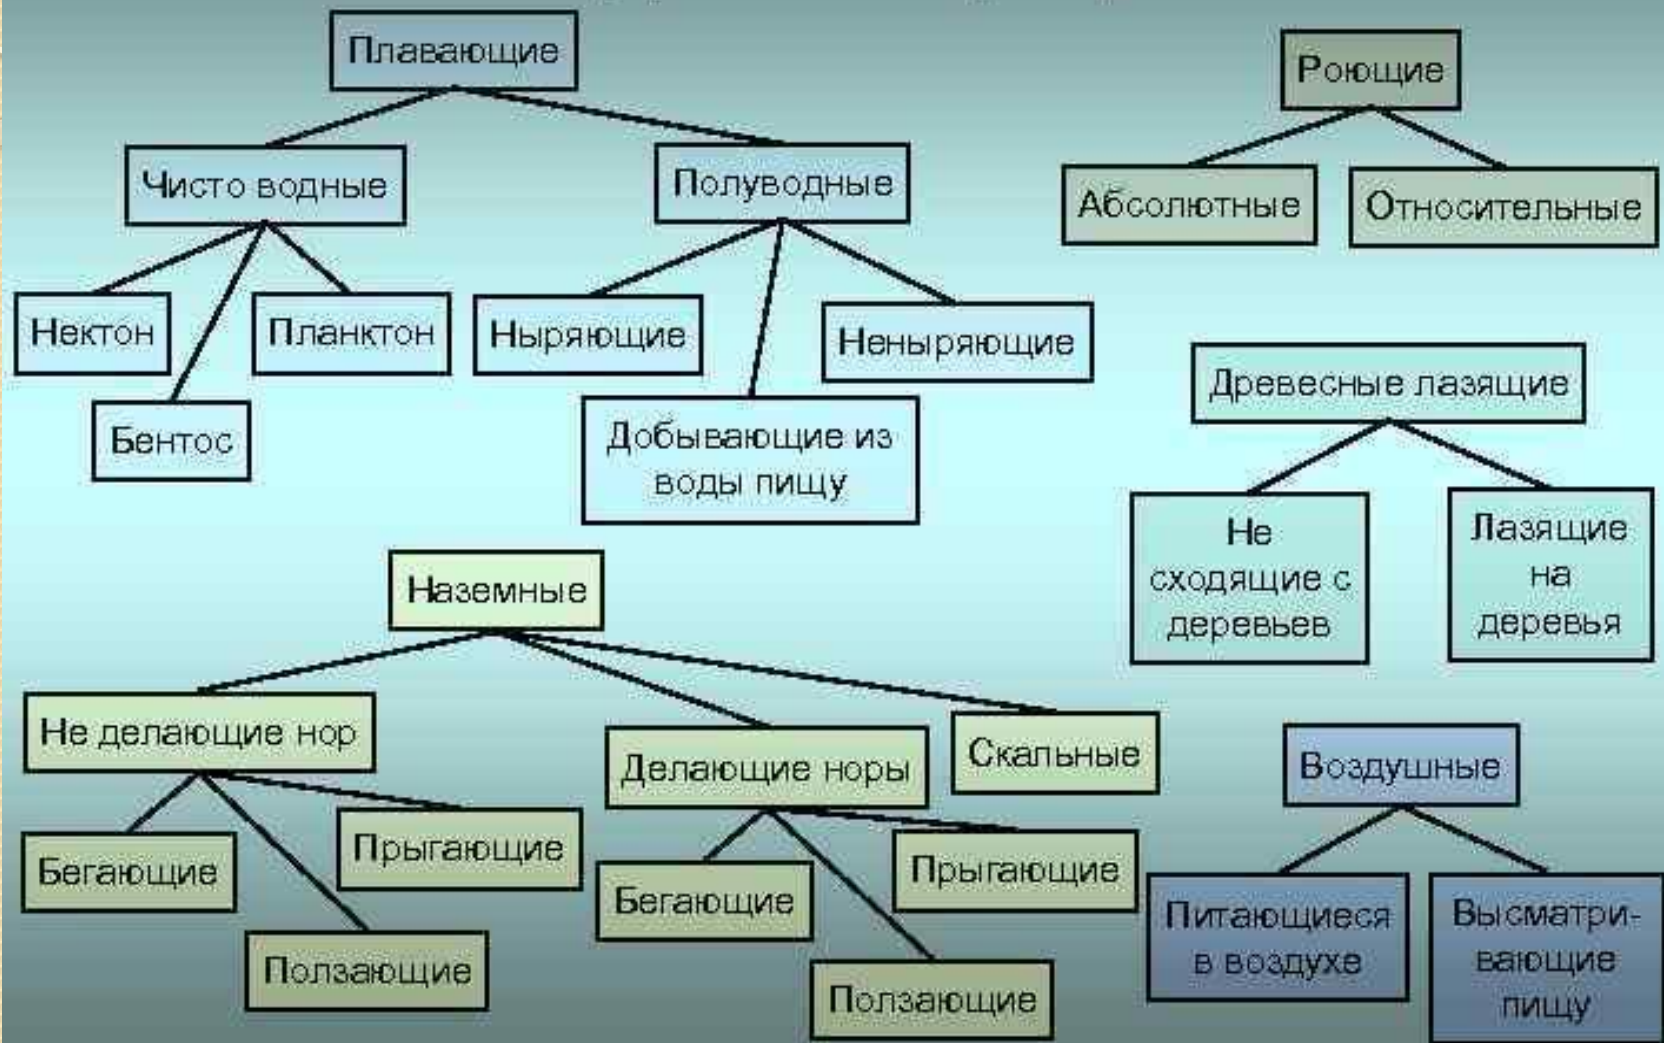 Плавающие
Чисто водные
Полуводные
Нектон
Планктон
Бентос
Ныряющие
Неныряющие
Добывающие из
воды пищу
Роющие
Абсолютные
Относительные
Древесные лазящие
Не
сходящие с
деревьев
Лазящие
на
деревья
Наземные
Не делающие нор
Делающие норы
Скальные
Бегающие
Прыгающие
Ползающие
Бегающие
Прыгающие
Ползающие
Воздушные
Питающиеся
в воздухе
Высматри-
вающие
пищу